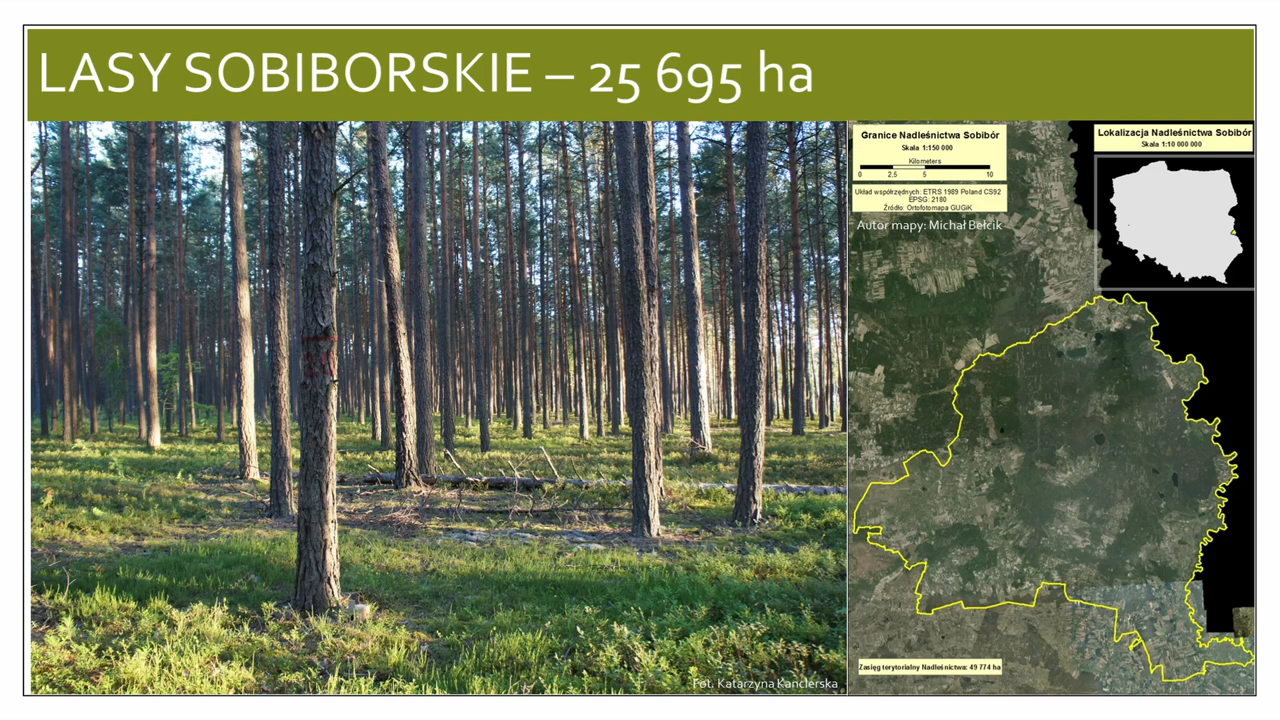 LASY SOBIBORSKIE – 25 695 ha
Granice Nadleśnictwa Sobibór
Skala 1:150 000
Kilometers
0 2,5 5 10
Układ współrzędnych: ETRS 1989 Poland CS92
EPSG: 2180
Źródło: Ortofotomapa GUGiK
Autor mapy: Michał Bełcik
Lokalizacja Nadleśnictwa Sobibór
Skala 1:10 000 000
Zasięg terytorialny Nadleśnictwa: 49 774 ha
Fot. Katarzyna Kanclerska